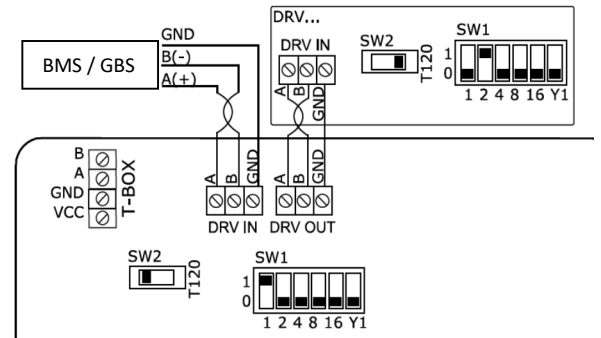 DRV...
GND
DRV IN
SW2
SW1
B(-)
BMS / GBS
A(+)
T120
1
0
1 2 4 8 16 Y1
A
B
GND
A
B
GND
A
B
GND
B
A
GND
VCC
T-BOX
DRV IN
DRV OUT
SW2
T120
SW1
1
0
1 2 4 8 16 Y1